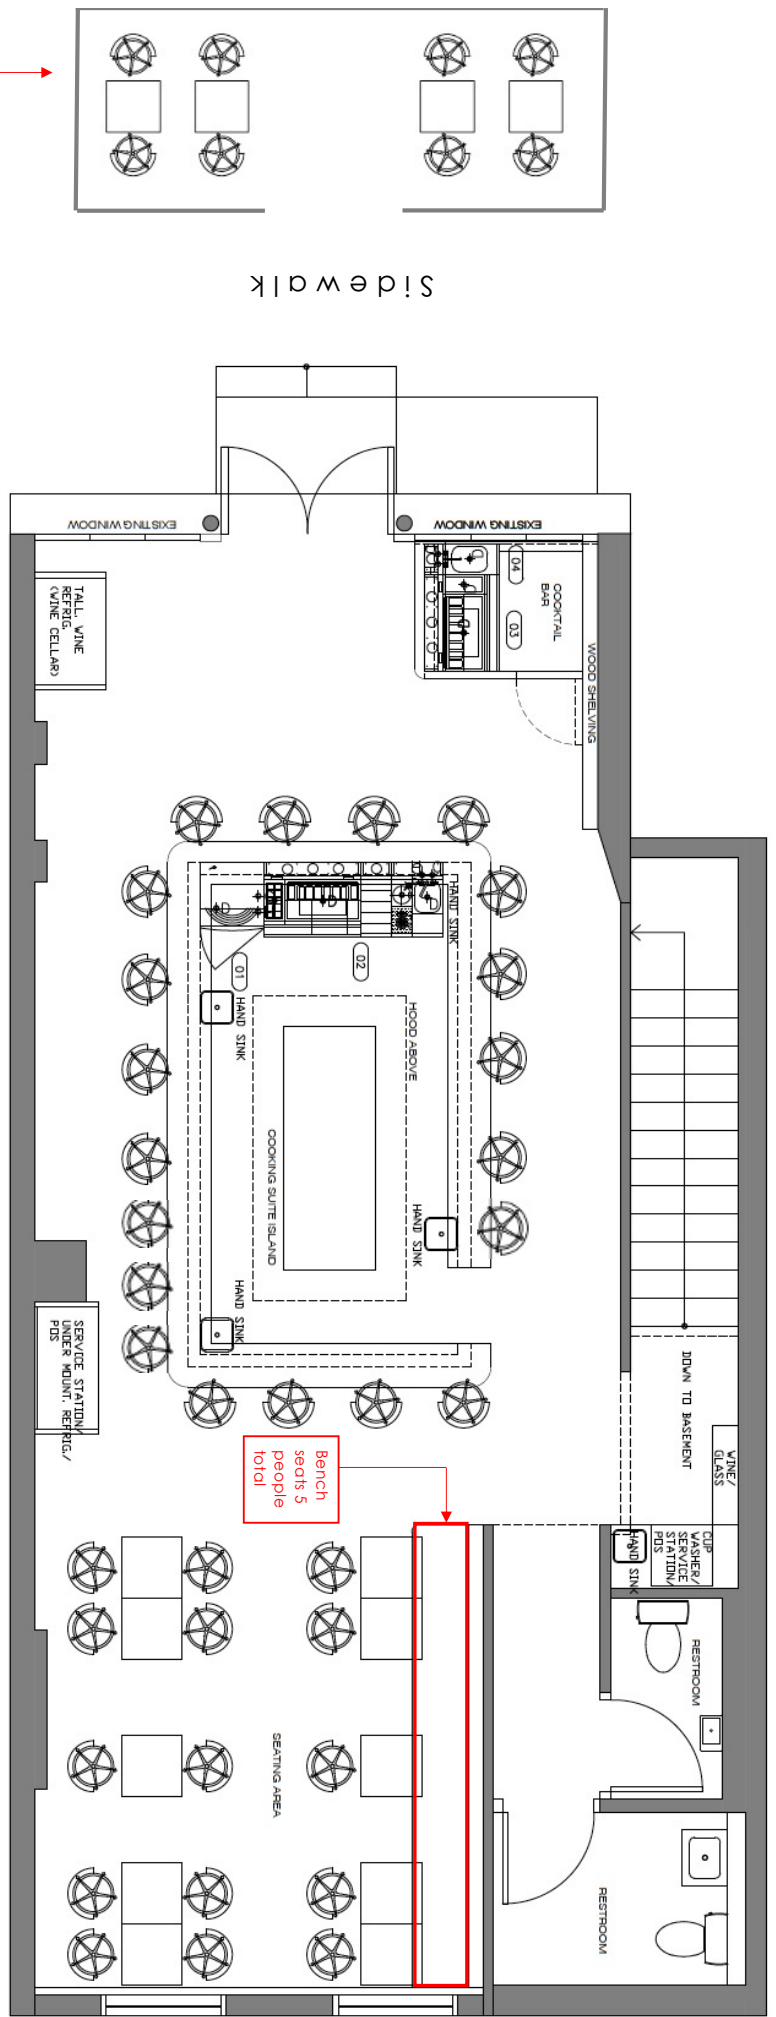 Sidewalk
EXISTING WINDOW
EXISTING WINDOW
TALL WINE
REFRIG.
(WINE CELLAR)
04
03
COCKTAIL
BAR
WOOD SHELVING
HAND SINK
01
02
HAND SINK
HOOD ABOVE
COOKING SUITE ISLAND
HAND SINK
HAND SINK
SERVICE STATION/
UNDER MOUNT. REFRIG./
POS
DOWN TO BASEMENT
WINE/
GLASS
Bench
seats 5
people
total
CUP
WASHER/
SERVICE
STATION/
POS
HAND SINK
RESTROOM
SEATING AREA
RESTROOM